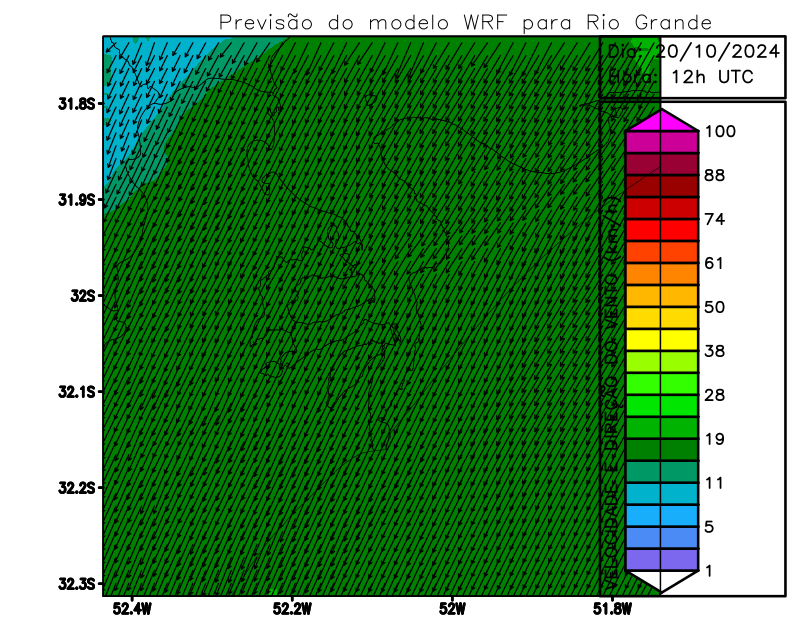 Previsão do modelo WRF para Rio Grande
Dia: 20/10/2024
Hora: 12h UTC
31.8S
31.9S
32S
32.1S
32.2S
32.3S
52.4W
52.2W
52W
51.8W
VELOCIDADE E DIREÇÃO DO VENTO (km/h)
100
88
74
61
50
38
28
19
11
5
1